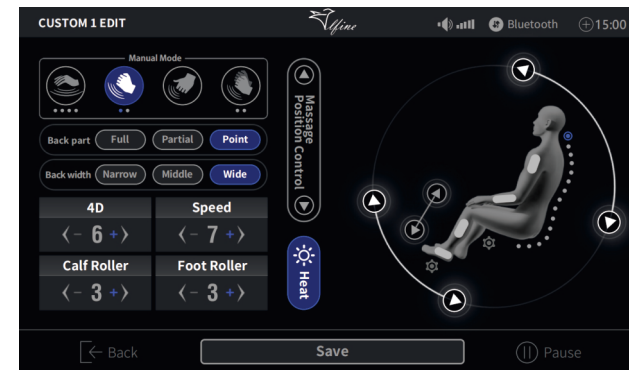 CUSTOM 1 EDIT
Alfine
Bluetooth
15:00
Manual Mode
Back part Full Partial Point
Back width Narrow Middle Wide
4D Speed
- 6 + - 7 +
Calf Roller Foot Roller
- 3 + - 3 +
Massage
Position Control
Heat
Back
Save
Pause